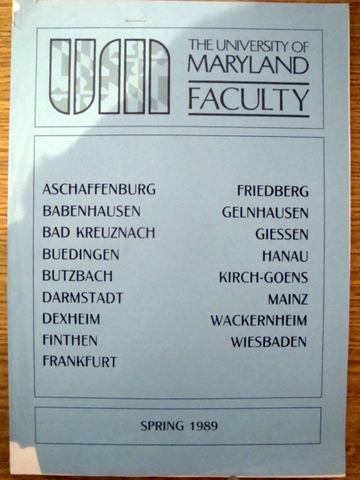 UM
THE UNIVERSITY OF
MARYLAND
FACULTY
ASCHAFFENBURG
BABENHAUSEN
BAD KREUZNACH
BUEDINGEN
BUTZBACH
DARMSTADT
DEXHEIM
FINTHEN
FRANKFURT
FRIEDBERG
GELNHAUSEN
GIESSEN
HANAU
KIRCH-GOENS
MAINZ
WACKERNHEIM
WIESBADEN
SPRING 1989